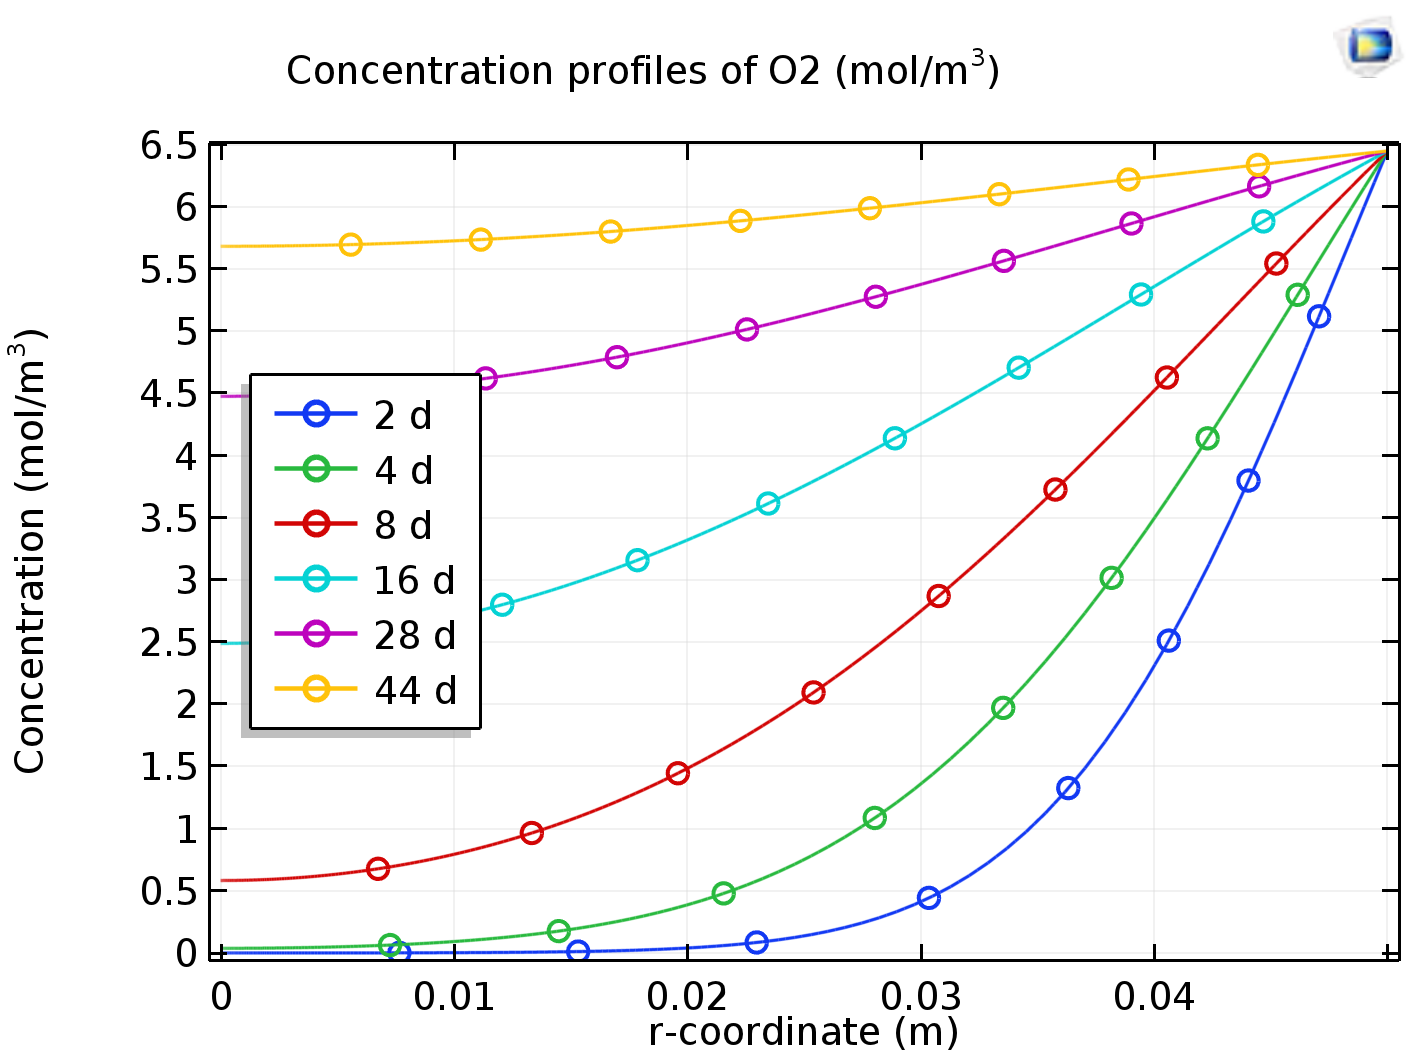 Concentration profiles of O2 (mol/m³)
Concentration (mol/m³)
6.5
6
5.5
5
4.5
4
3.5
3
2.5
2
1.5
1
0.5
0
2 d
4 d
8 d
16 d
28 d
44 d
0 0.01 0.02 0.03 0.04
r-coordinate (m)